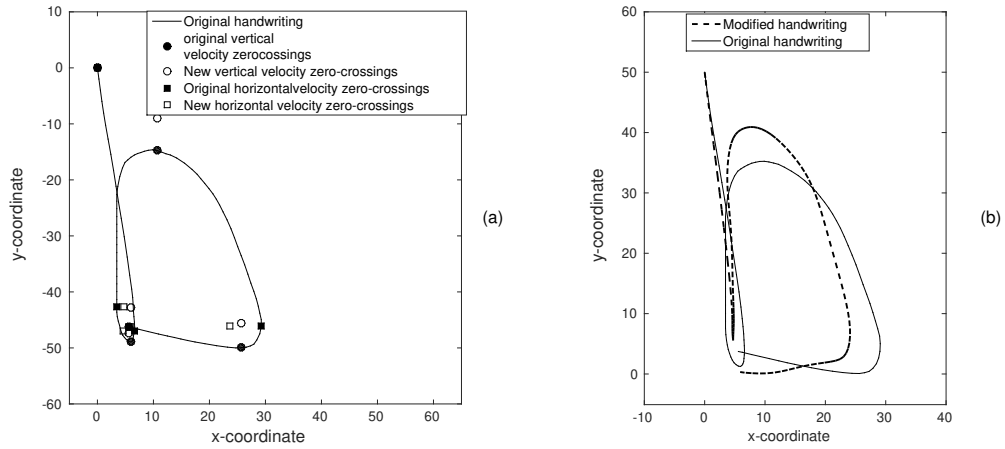 Original handwriting
original vertical
velocity zerocossings
New vertical velocity zero-crossings
Original horizontalvelocity zero-crossings
New horizontal velocity zero-crossings
10
0
-10
-20
-30
-40
-50
-60
0 10 20 30 40 50 60
x-coordinate
y-coordinate
(a)
Modified handwriting
Original handwriting
60
50
40
30
20
10
0
-10 0 10 20 30 40
x-coordinate
y-coordinate
(b)